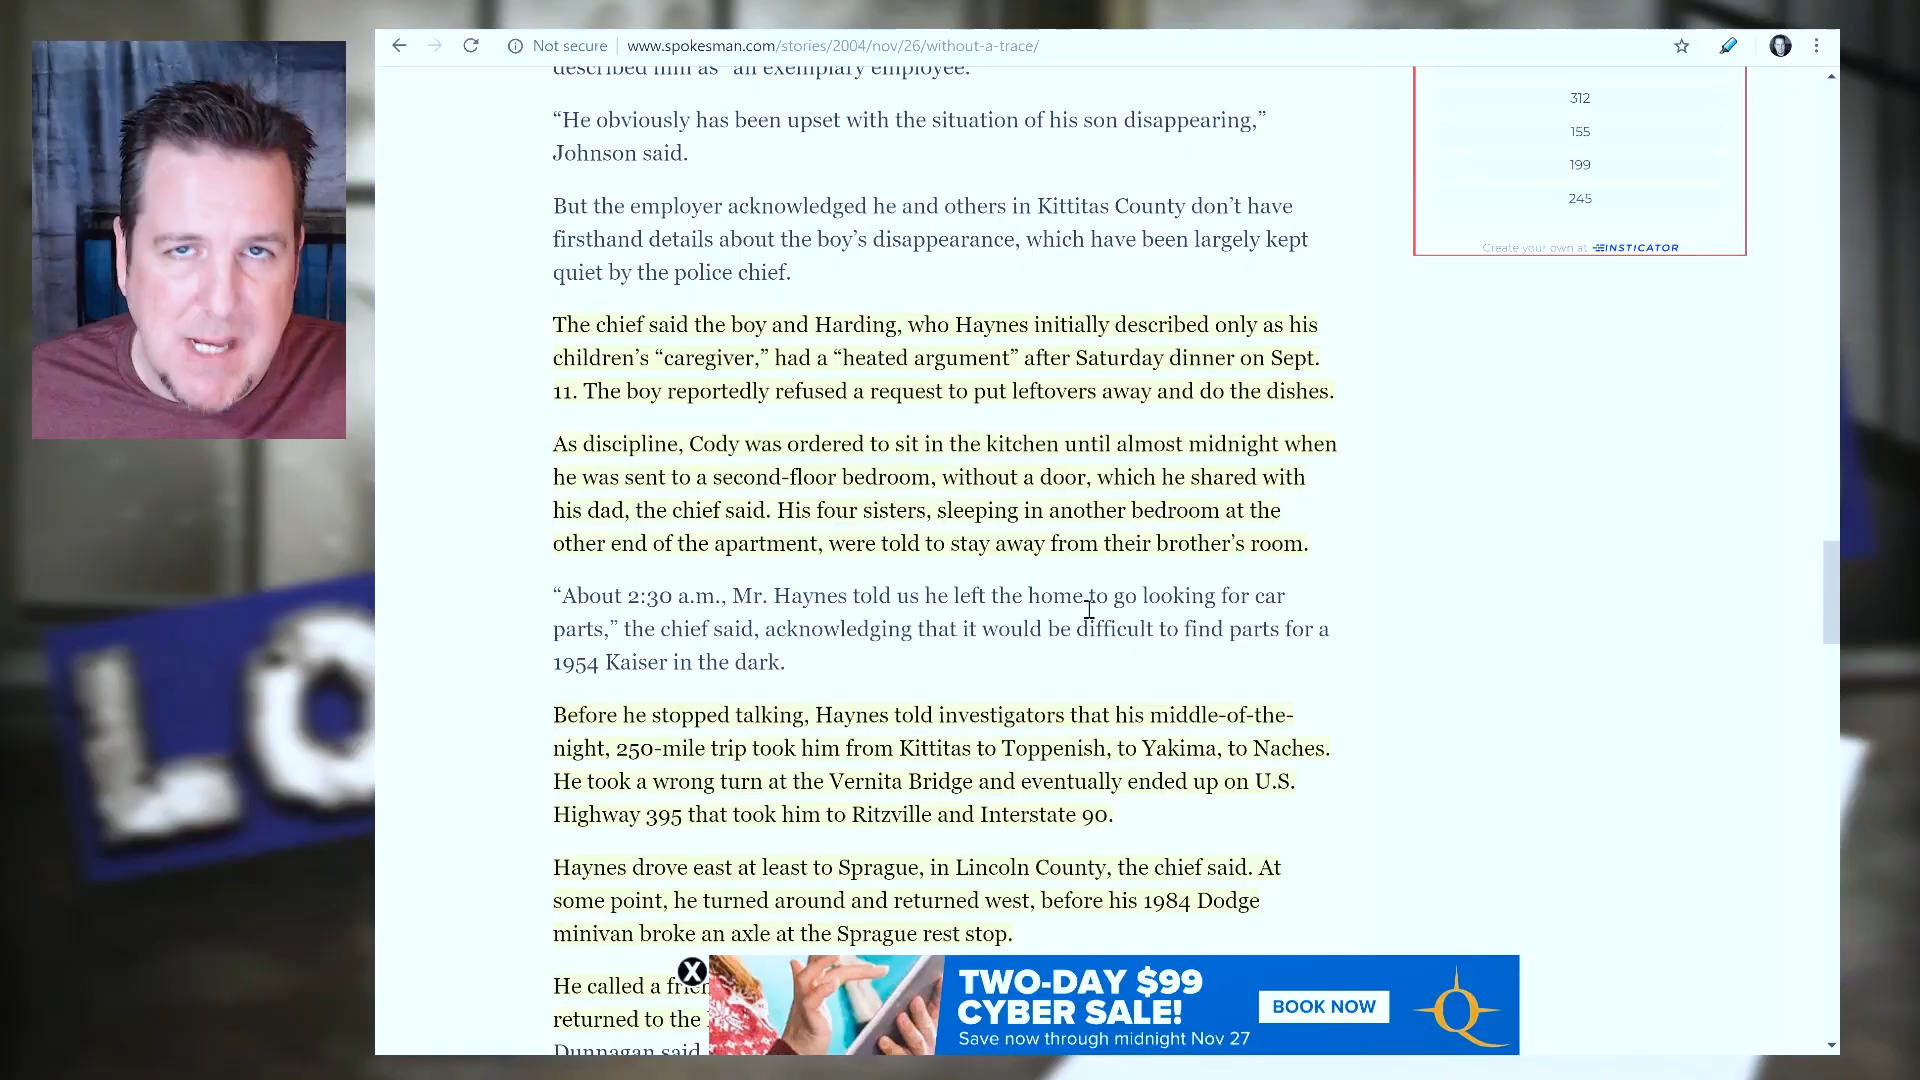 Not secure
www.spokesman.com/stories/2004/nov/26/without-a-trace/
described him as "an exemplary employee."
“He obviously has been upset with the situation of his son disappearing,”
Johnson said.
But the employer acknowledged he and others in Kittitas County don’t have
firsthand details about the boy’s disappearance, which have been largely kept
quiet by the police chief.
The chief said the boy and Harding, who Haynes initially described only as his
children’s “caregiver,” had a “heated argument” after Saturday dinner on Sept.
11. The boy reportedly refused a request to put leftovers away and do the dishes.
As discipline, Cody was ordered to sit in the kitchen until almost midnight when
he was sent to a second-floor bedroom, without a door, which he shared with
his dad, the chief said. His four sisters, sleeping in another bedroom at the
other end of the apartment, were told to stay away from their brother’s room.
“About 2:30 a.m., Mr. Haynes told us he left the home to go looking for car
parts,” the chief said, acknowledging that it would be difficult to find parts for a
1954 Kaiser in the dark.
Before he stopped talking, Haynes told investigators that his middle-of-the-
night, 250-mile trip took him from Kittitas to Toppenish, to Yakima, to Naches.
He took a wrong turn at the Vernita Bridge and eventually ended up on U.S.
Highway 395 that took him to Ritzville and Interstate 90.
Haynes drove east at least to Sprague, in Lincoln County, the chief said. At
some point, he turned around and returned west, before his 1984 Dodge
minivan broke an axle at the Sprague rest stop.
He called a frien
returned to the
Dunnagan said
312
155
199
245
Create your own at INSTICATOR
X
TWO-DAY $99
CYBER SALE!
Save now through midnight Nov 27
BOOK NOW
Q
LO